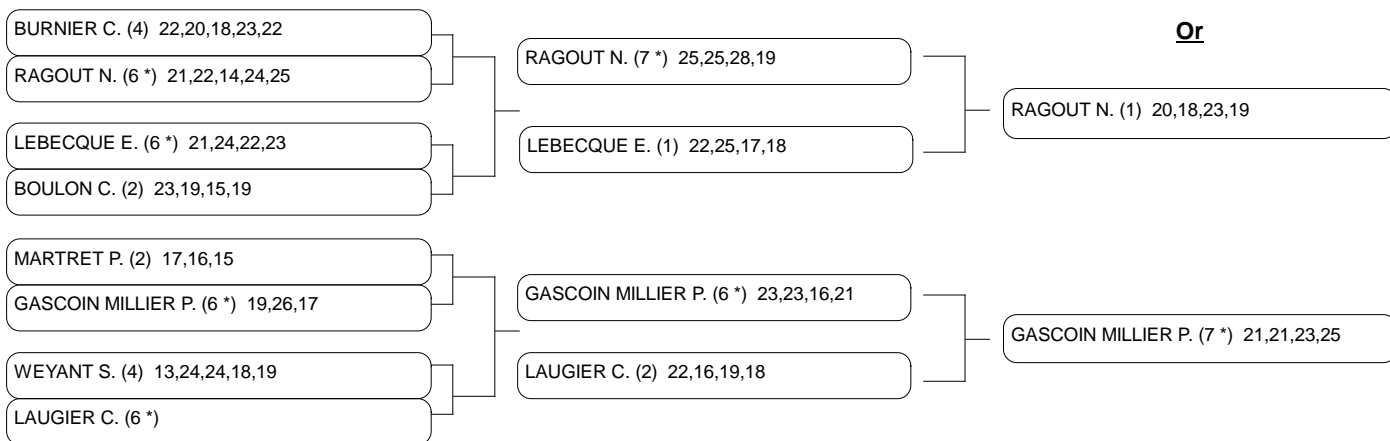 BURNIER C. (4) 22,20,18,23,22
RAGOUT N. (6 *) 21,22,14,24,25
LEBECQUE E. (6 *) 21,24,22,23
BOULON C. (2) 23,19,15,19
MARTRET P. (2) 17,16,15
GASCOIN MILLIER P. (6 *) 19,26,17
WEYANT S. (4) 13,24,24,18,19
LAUGIER C. (6 *)
RAGOUT N. (7 *) 25,25,28,19
LEBECQUE E. (1) 22,25,17,18
GASCOIN MILLIER P. (6 *) 23,23,16,21
LAUGIER C. (2) 22,16,19,18
Or
RAGOUT N. (1) 20,18,23,19
GASCOIN MILLIER P. (7 *) 21,21,23,25